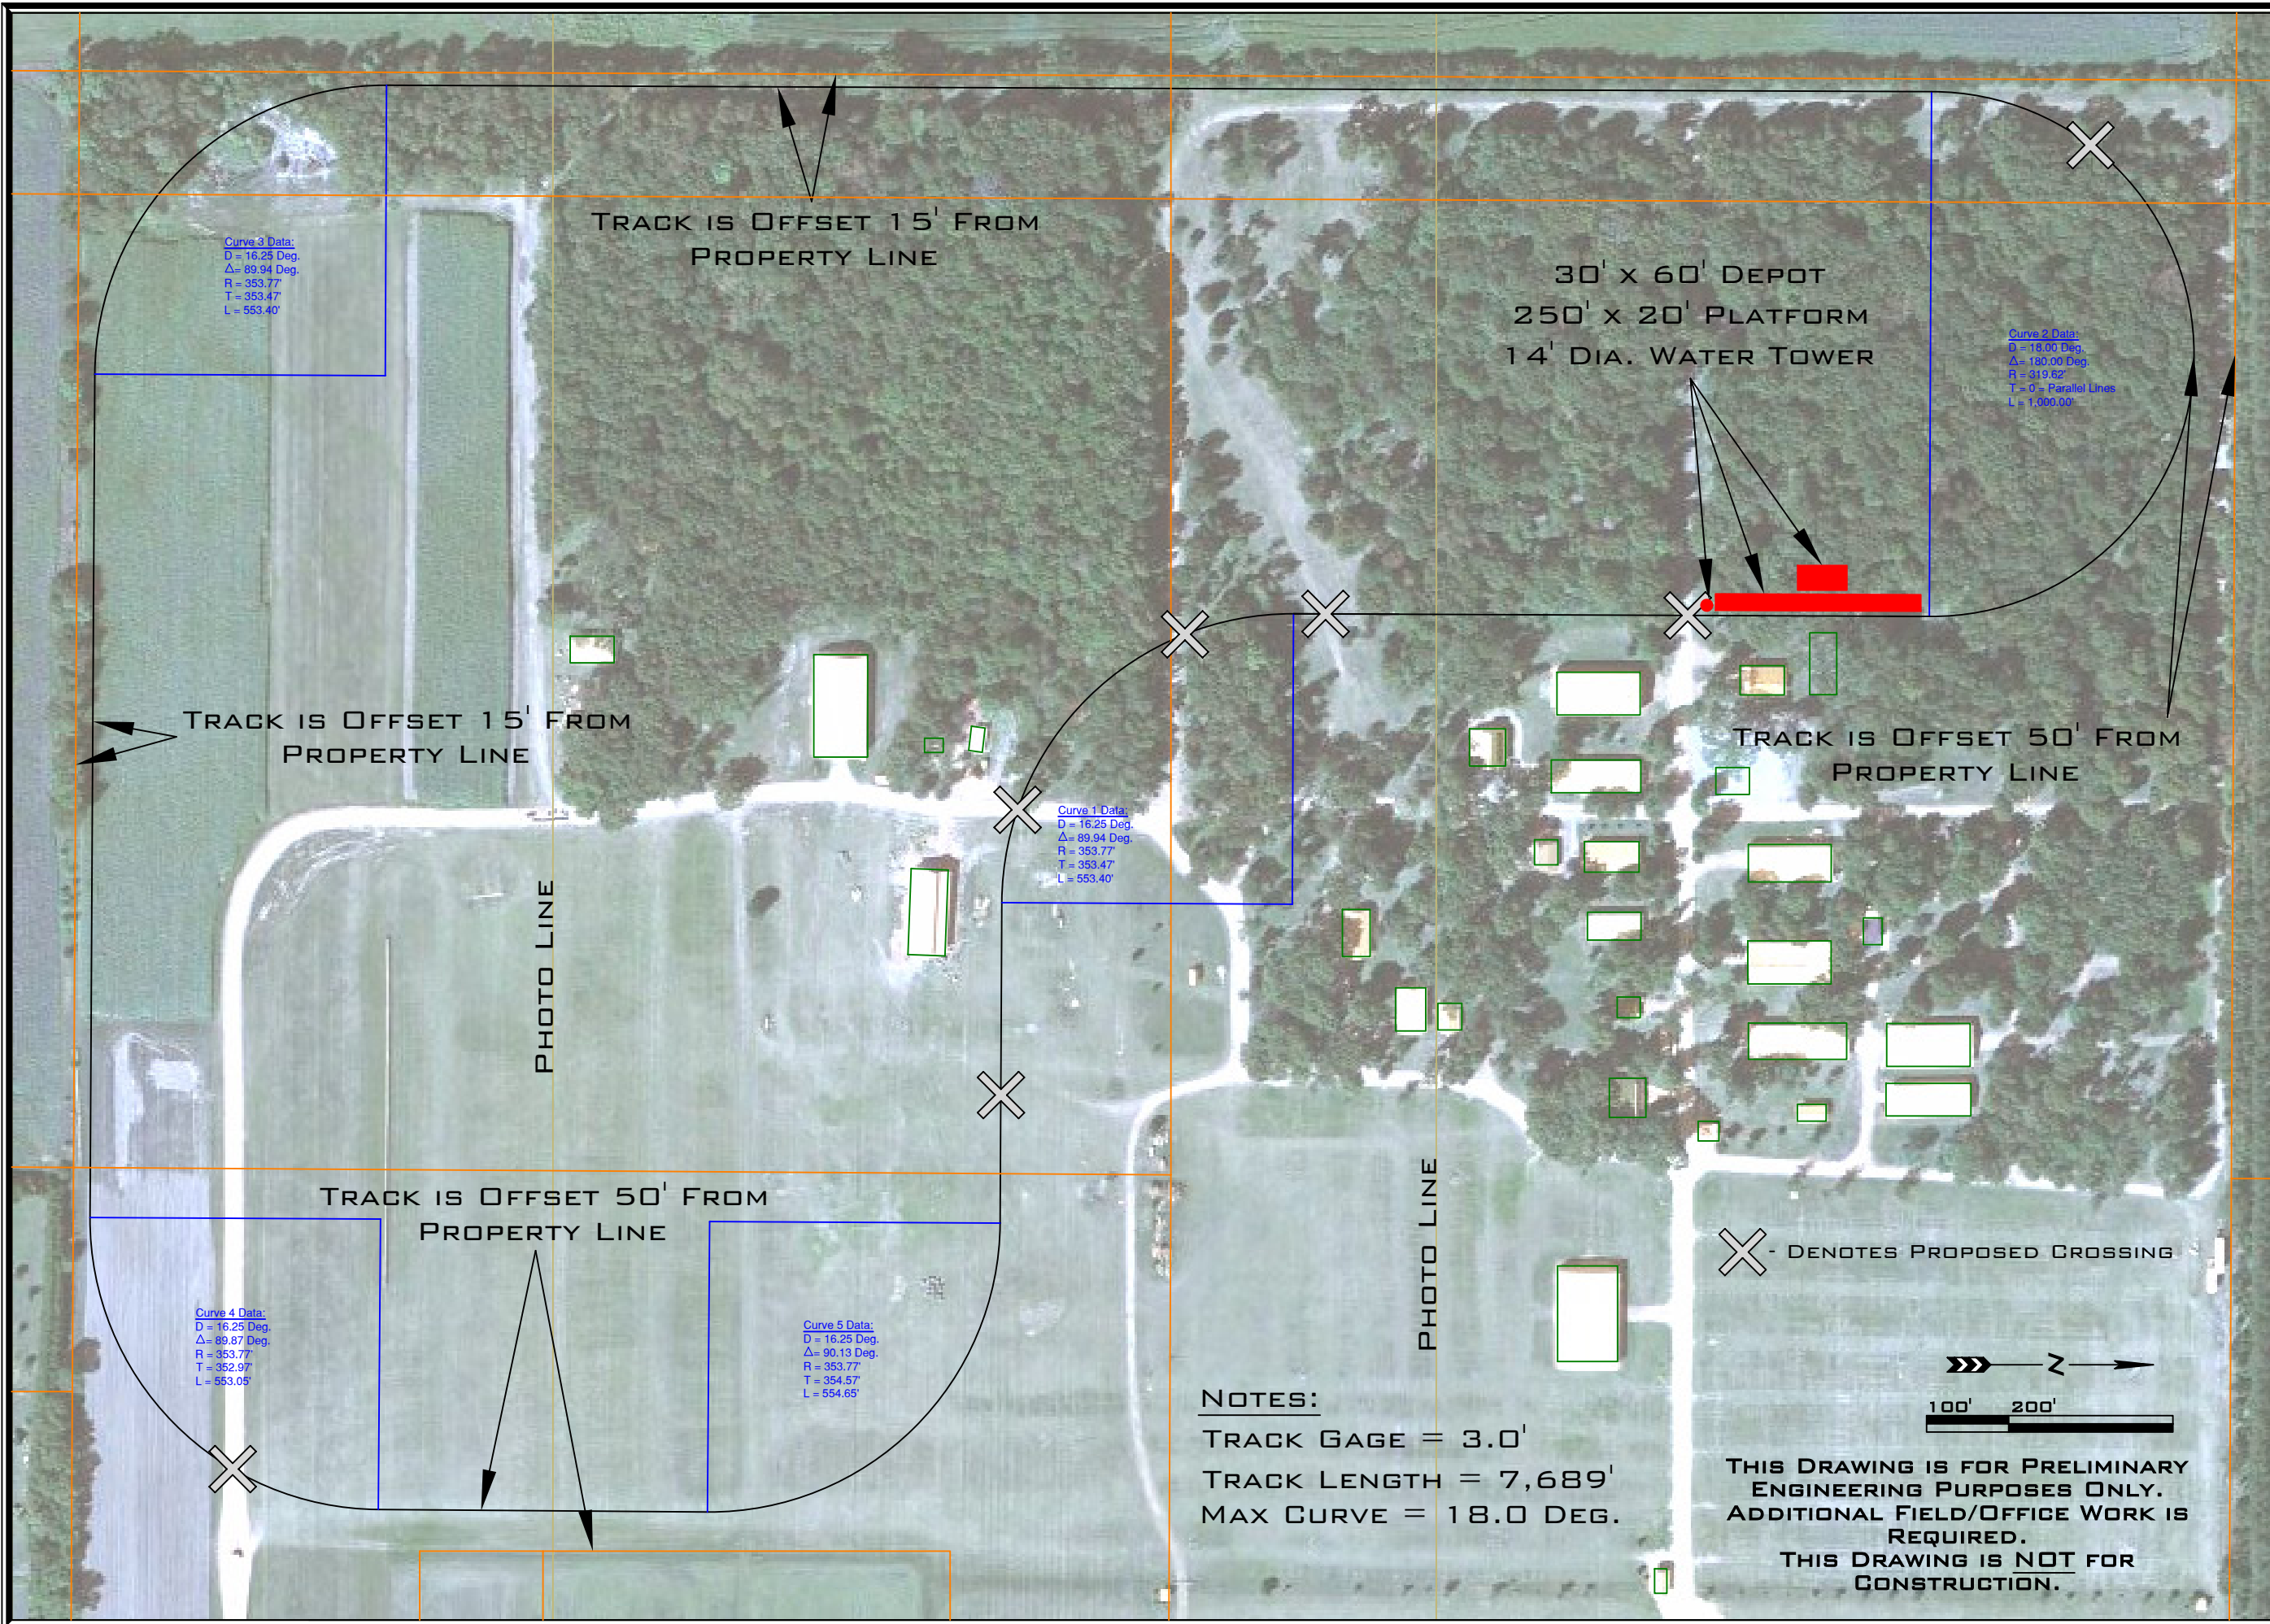 Track is Offset 15' From
Property Line
30' x 60' Depot
250' x 20' Platform
14' Dia. Water Tower
Curve 3 Data:
D = 16.25 Deg.
Δ= 89.94 Deg.
R = 353.77'
T = 353.47'
L = 553.40'
Curve 2 Data:
D = 18.00 Deg.
Δ= 180.00 Deg.
R = 319.62'
T = 0 = Parallel Lines
L = 1,000.00'
Track is Offset 15' From
Property Line
Track is Offset 50' From
Property Line
Curve 1 Data:
D = 16.25 Deg.
Δ= 89.94 Deg.
R = 353.77'
T = 353.47'
L = 553.40'
Photo Line
Photo Line
Track is Offset 50' From
Property Line
- Denotes Proposed Crossing
Curve 4 Data:
D = 16.25 Deg.
Δ= 89.87 Deg.
R = 353.77'
T = 352.97'
L = 553.05'
Curve 5 Data:
D = 16.25 Deg.
Δ= 90.13 Deg.
R = 353.77'
T = 354.57'
L = 554.65'
N
100' 200'
Notes:
Track Gage = 3.0'
Track Length = 7,689'
Max Curve = 18.0 Deg.
This Drawing is for Preliminary
Engineering Purposes Only.
Additional Field/Office Work is
Required.
This Drawing is NOT for
Construction.